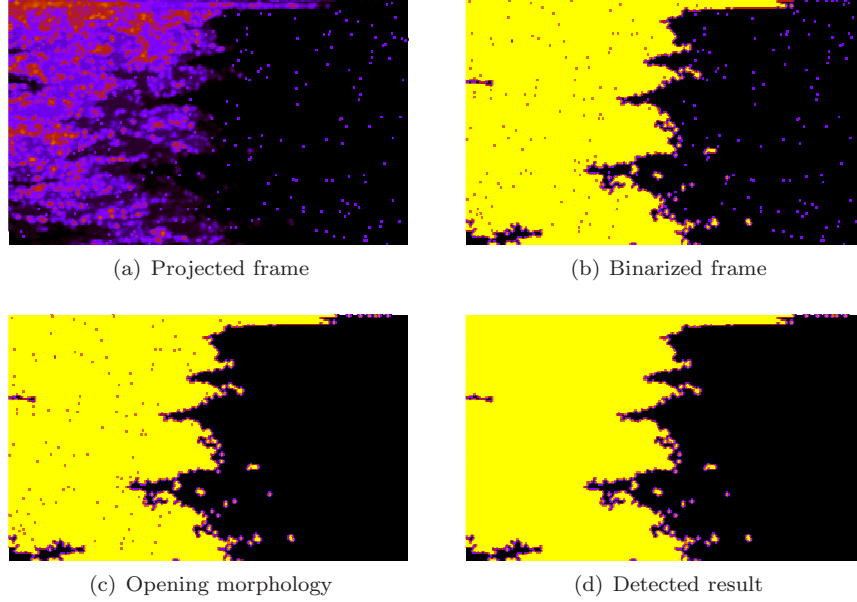 (a) Projected frame
(b) Binarized frame
(c) Opening morphology
(d) Detected result